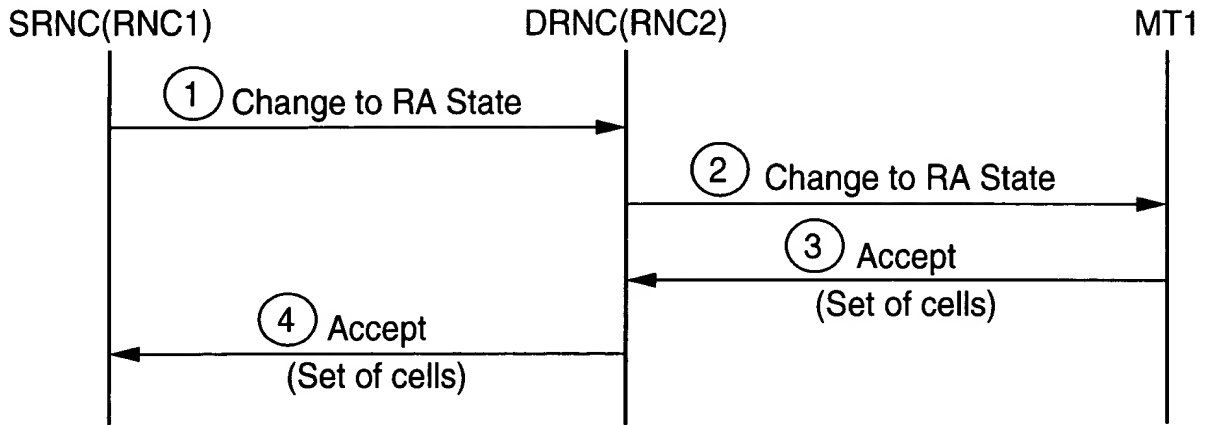 SRNC(RNC1) DRNC(RNC2) MT1
1 Change to RA State
2 Change to RA State
3 Accept
(Set of cells)
4 Accept
(Set of cells)